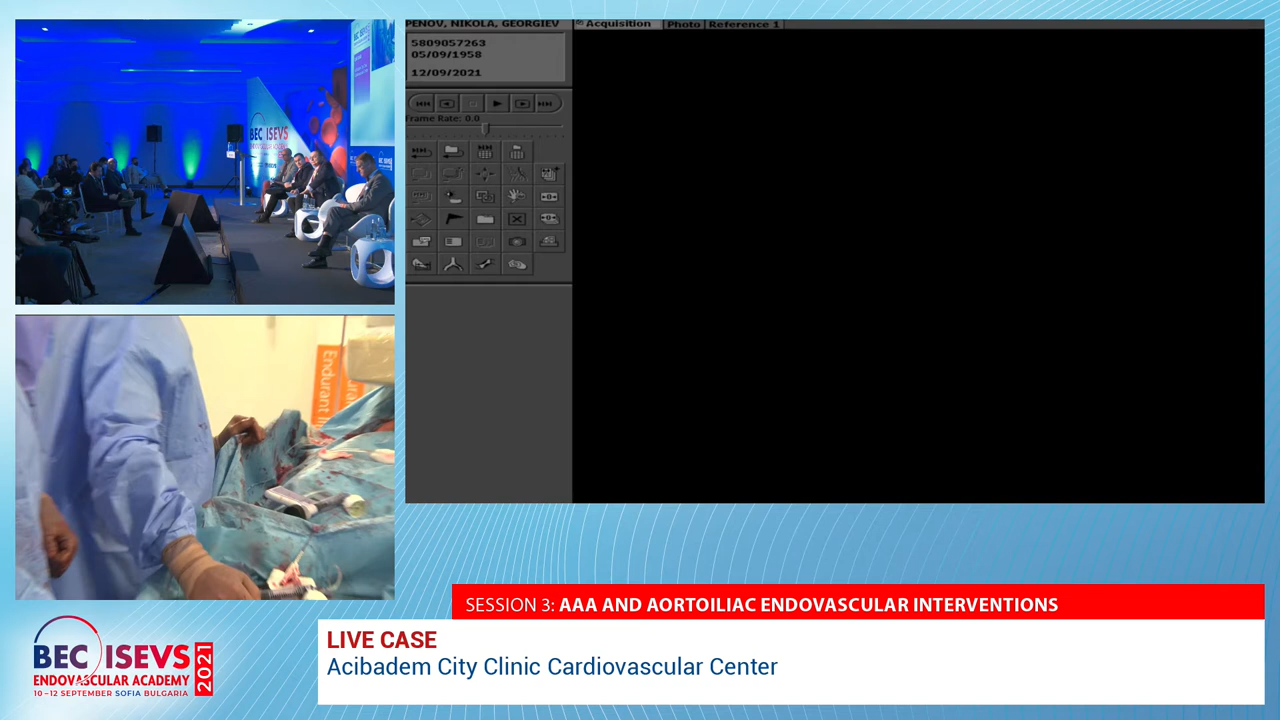 BEC ISEVS
PENOV, NIKOLA, GEORGIEV
5809057263
05/09/1958
12/09/2021
Frame Rate: 0.0
Acquisition
Photo
Reference 1
Endurant
SESSION 3: AAA AND AORTOILIAC ENDOVASCULAR INTERVENTIONS
LIVE CASE
Acibadem City Clinic Cardiovascular Center
BEC ISEVS 2021
ENDOVASCULAR ACADEMY
10–12 SEPTEMBER SOFIA BULGARIA